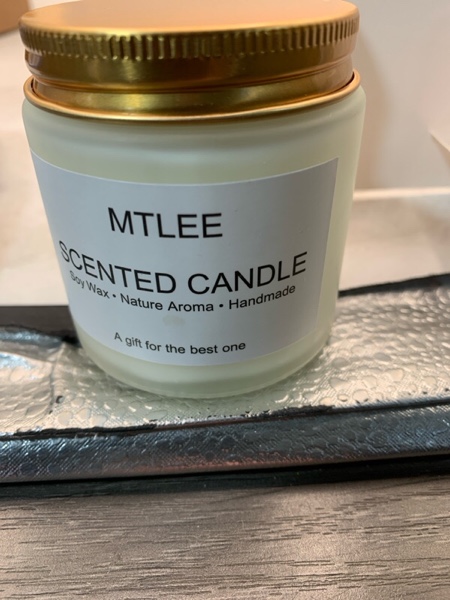 MTLEE
SCENTED CANDLE
Soy Wax • Nature Aroma • Handmade
A gift for the best one